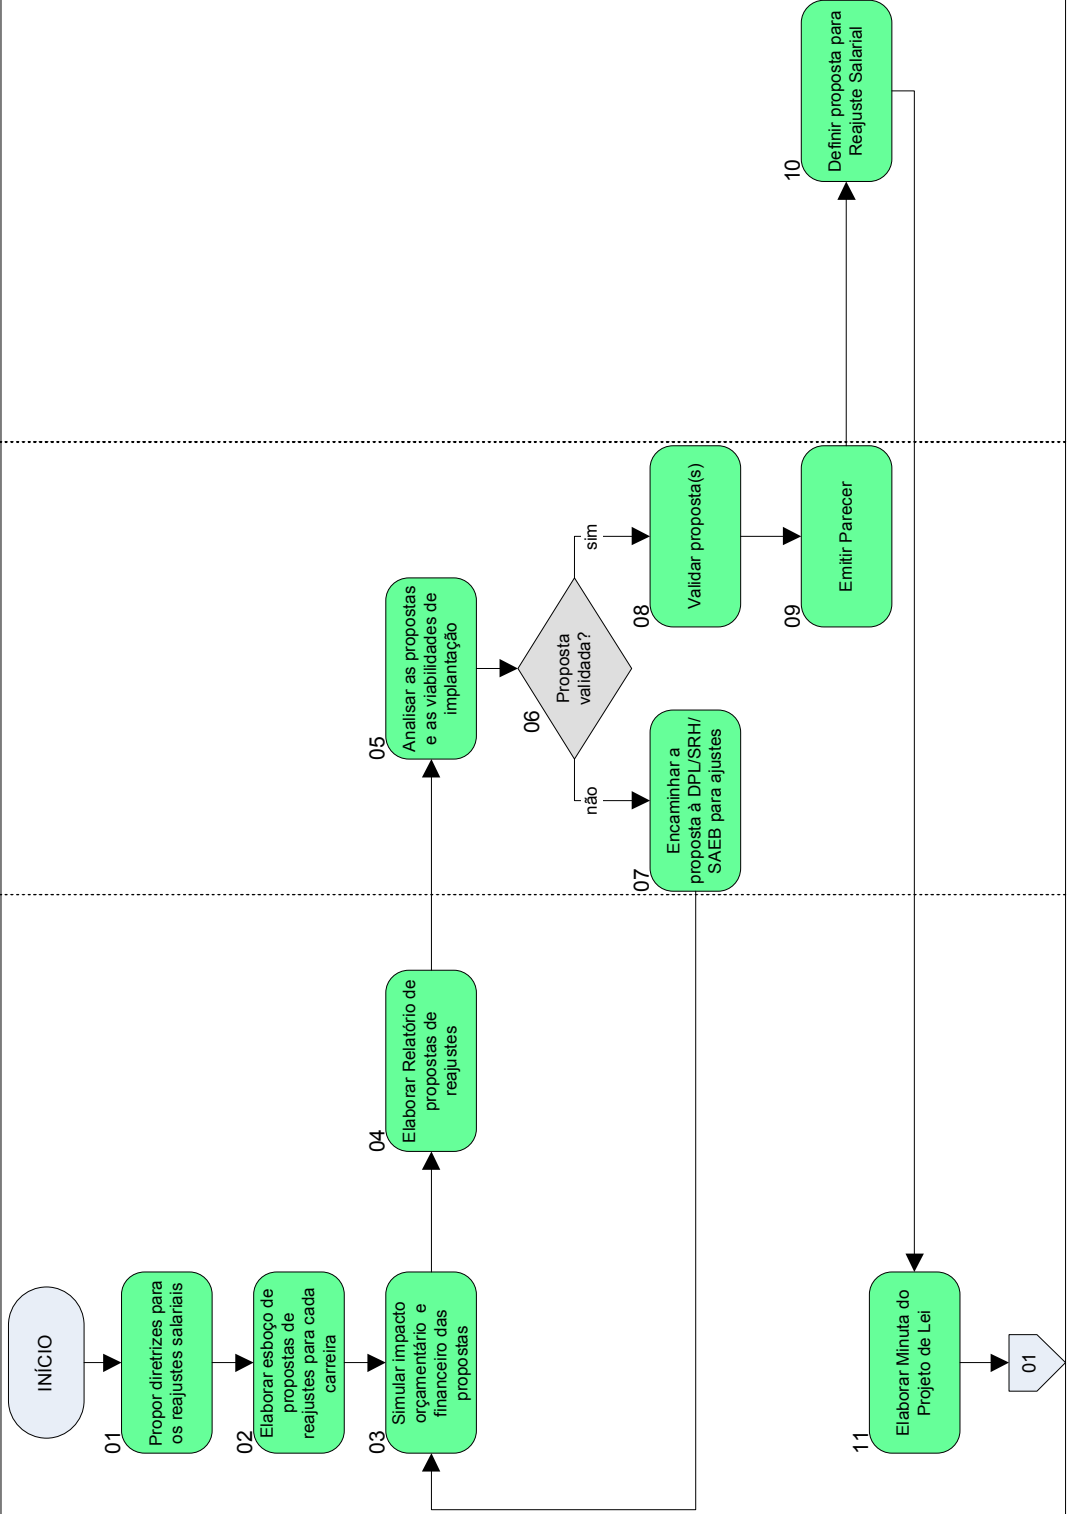 INÍCIO
01
Propor diretrizes para
os reajustes salariais
02
Elaborar esboço de
propostas de
reajustes para cada
carreira
03
Simular impacto
orçamentário e
financeiro das
propostas
04
Elaborar Relatório de
propostas de
reajustes
05
Analisar as propostas
e as viabilidades de
implantação
06
Proposta
validada?
não
sim
07
Encaminhar a
proposta à DPL/SRH/
SAEB para ajustes
08
Validar proposta(s)
09
Emitir Parecer
10
Definir proposta para
Reajuste Salarial
11
Elaborar Minuta do
Projeto de Lei
01